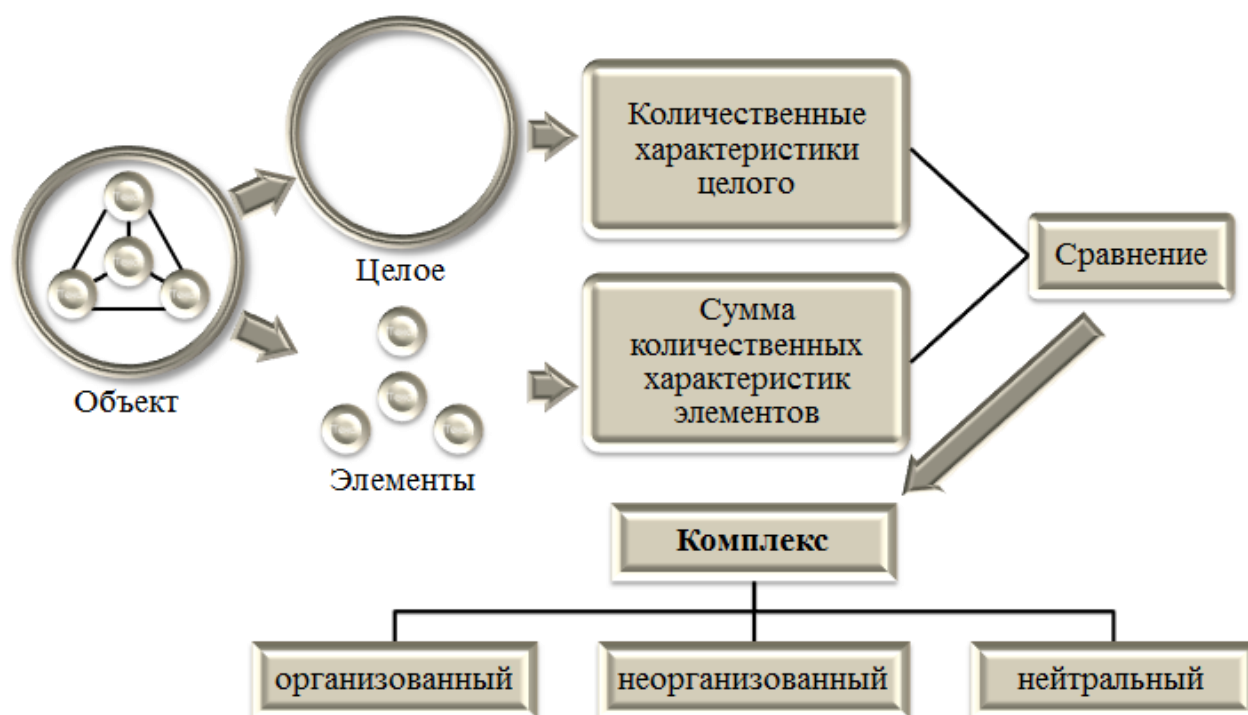 Количественные
характеристики
целого
Целое
Объект
Сравнение
Сумма
количественных
характеристик
элементов
Элементы
Комплекс
организованный
неорганизованный
нейтральный